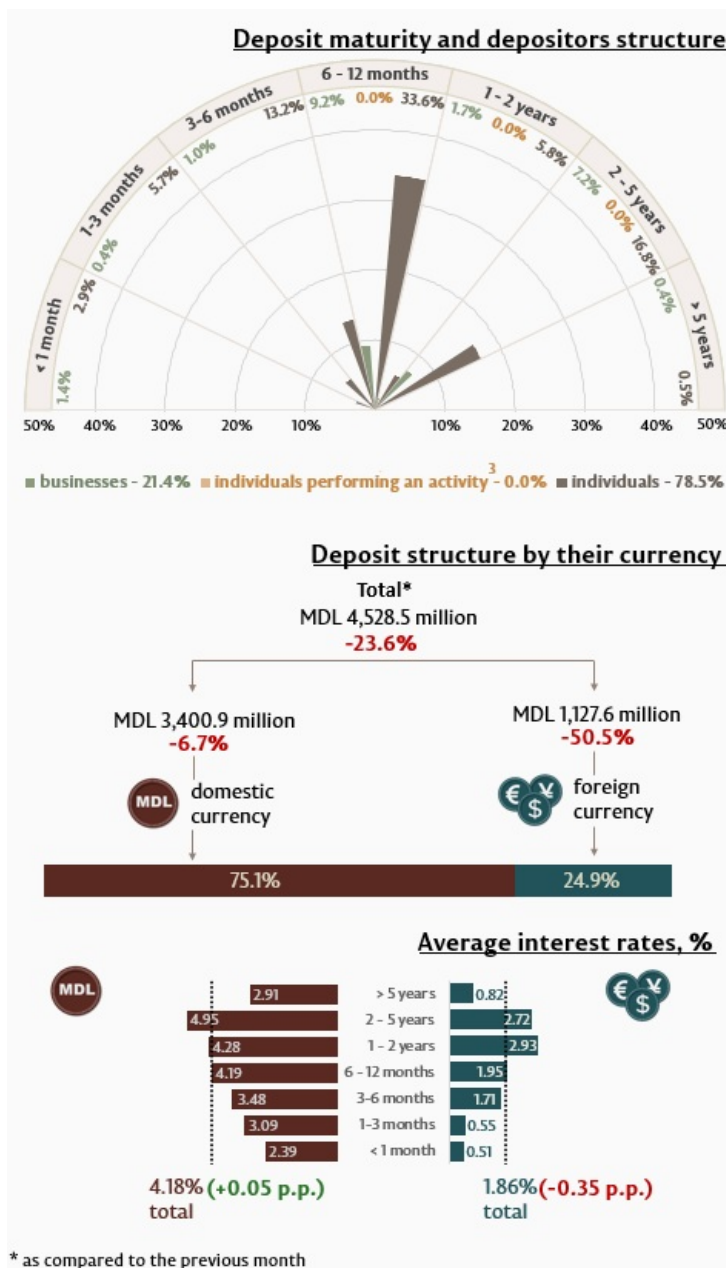 Deposit maturity and depositors structure
6 - 12 months
3-6 months
1 - 2 years
1-3 months
2 - 5 years
< 1 month
> 5 years
1.4%
2.9%
0.4%
5.7%
1.0%
13.2%
9.2%
0.0%
33.6%
1.7%
0.0%
5.8%
7.2%
0.0%
16.8%
0.4%
0.5%
50% 40% 30% 20% 10% 10% 20% 30% 40% 50%
businesses - 21.4% individuals performing an activity 3 - 0.0% individuals - 78.5%
Deposit structure by their currency
Total*
MDL 4,528.5 million
-23.6%
MDL 3,400.9 million
-6.7%
MDL 1,127.6 million
-50.5%
MDL
domestic
currency
€ ¥ $
foreign
currency
75.1% 24.9%
Average interest rates, %
MDL
€ ¥ $
2.91 > 5 years 0.82
4.95 2 - 5 years 2.72
4.28 1 - 2 years 2.93
4.19 6 - 12 months 1.95
3.48 3-6 months 1.71
3.09 1-3 months 0.55
2.39 < 1 month 0.51
4.18% (+0.05 p.p.)
total
1.86% (-0.35 p.p.)
total
* as compared to the previous month